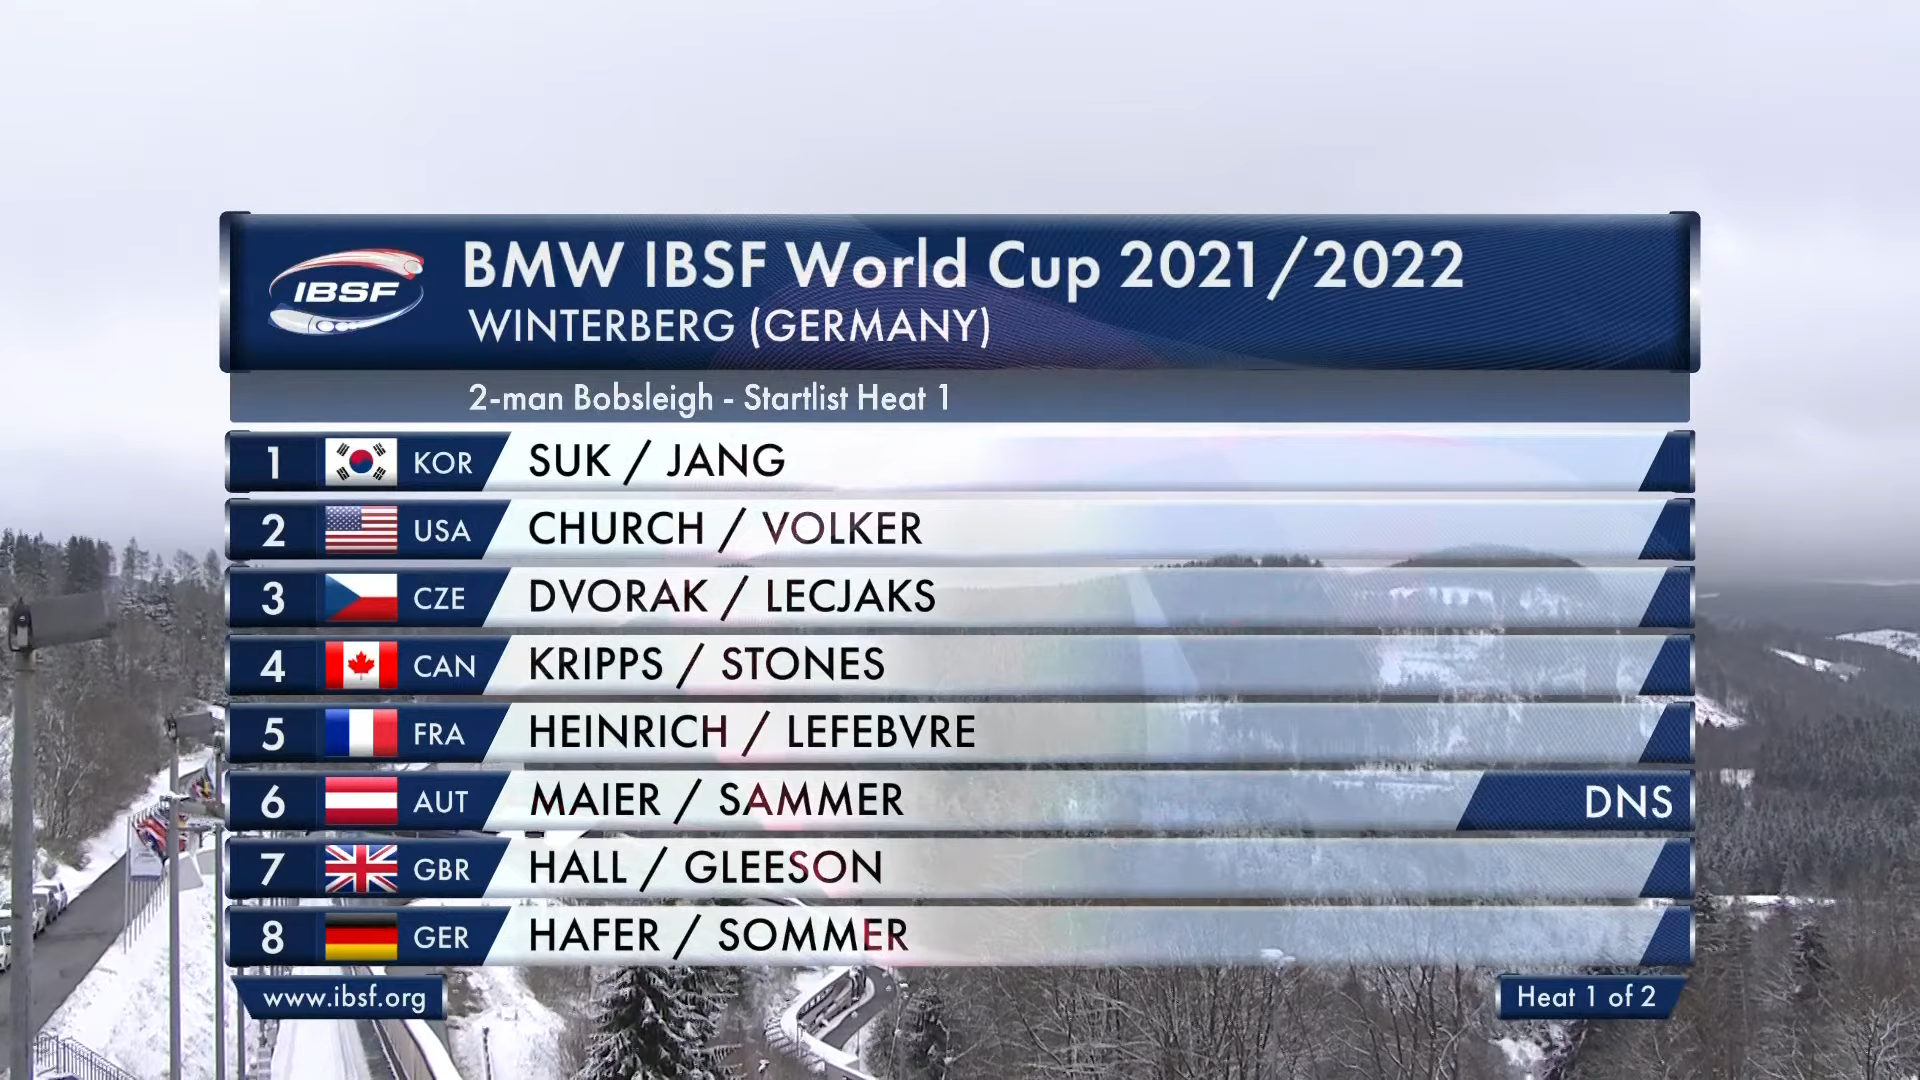 IBSF
BMW IBSF World Cup 2021/2022
WINTERBERG (GERMANY)
2-man Bobsleigh - Startlist Heat 1
1 KOR SUK / JANG
2 USA CHURCH / VOLKER
3 CZE DVORAK / LECJAKS
4 CAN KRIPPS / STONES
5 FRA HEINRICH / LEFEBVRE
6 AUT MAIER / SAMMER DNS
7 GBR HALL / GLEESON
8 GER HAFER / SOMMER
www.ibsf.org Heat 1 of 2